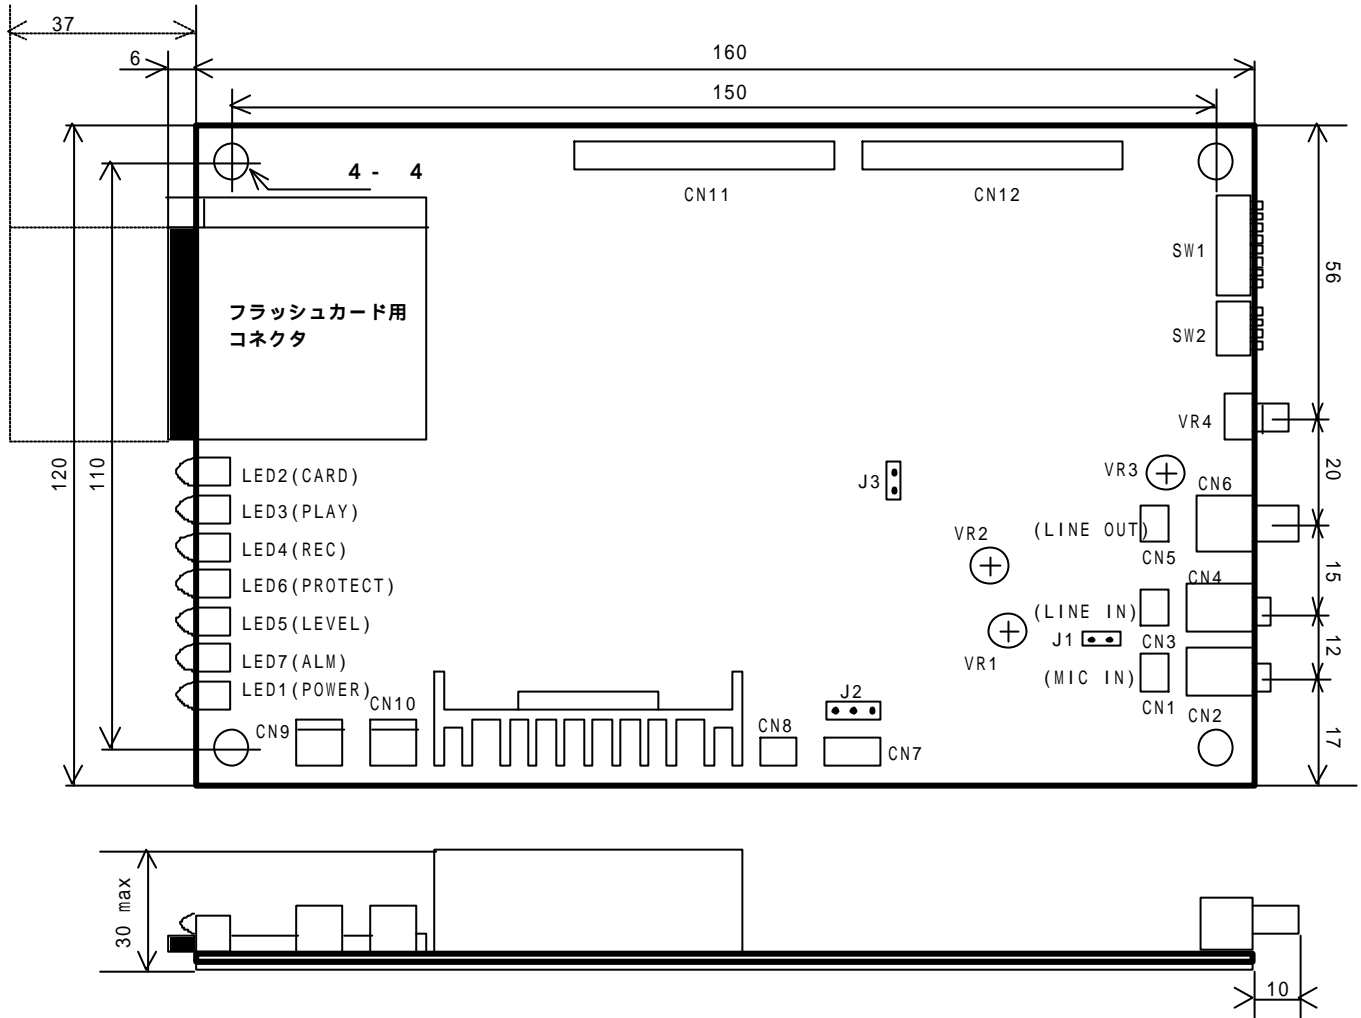 37
6
160
150
4 - 4
CN11
CN12
SW1
56
フラッシュカード用
コネクタ
SW2
VR4
120
110
LED2(CARD)
J3
VR3
20
CN6
LED3(PLAY)
(LINE OUT)
VR2
LED4(REC)
CN5
15
LED6(PROTECT)
CN4
LED5(LEVEL)
(LINE IN)
J1
CN3
12
LED7(ALM)
VR1
(MIC IN)
LED1(POWER)
CN10
J2
CN1
CN2
CN9
CN8
CN7
17
30 max
10